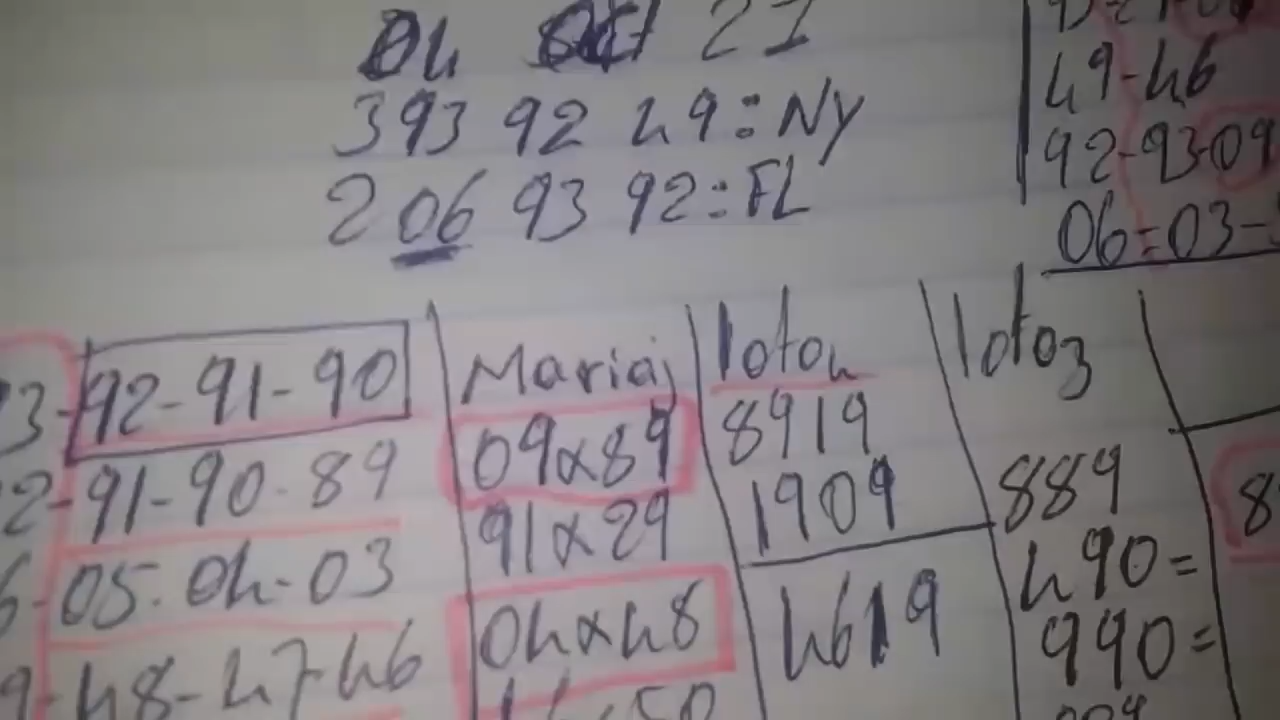 04 Oct 21
393 92 49:NY
206 93 92:FL
49-46
92-93-09
06=03-
92-91-90
91-90-89
05.04-03
48-47-46
Mariaj
09x89
91x29
04x48
loto4
8919
1909
4619
loto3
889
490=
990=